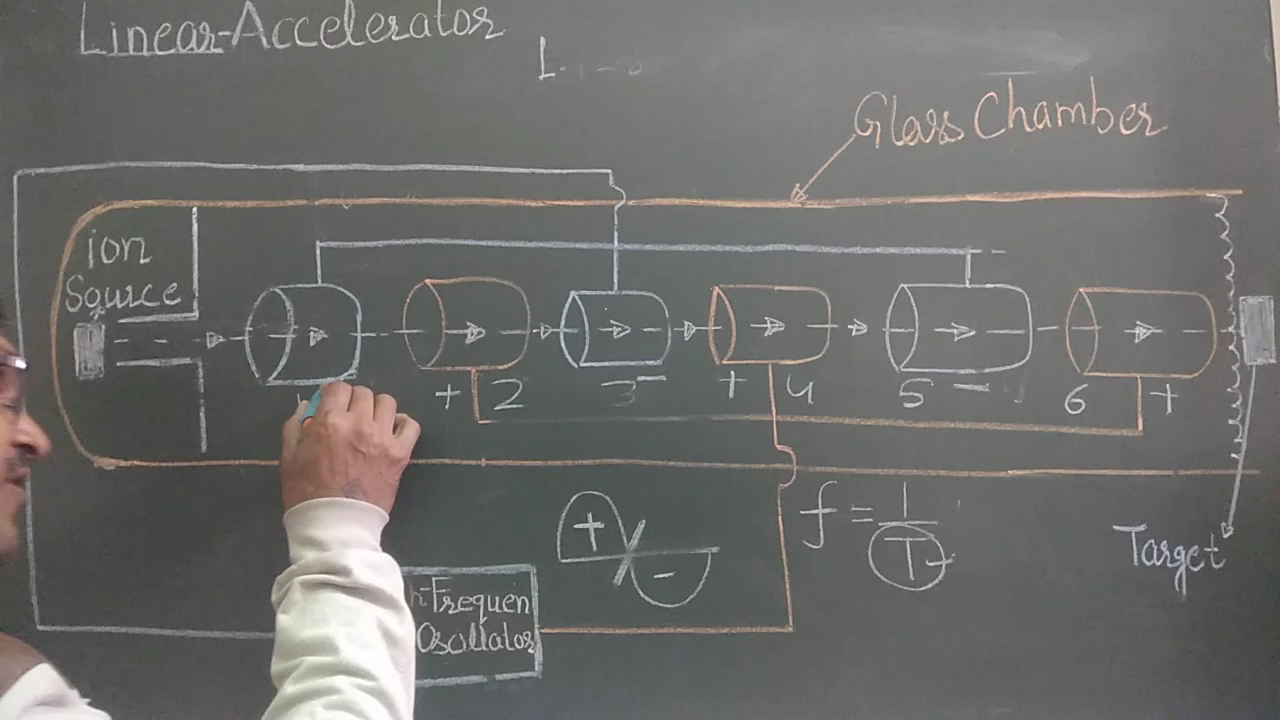 Linear-Accelerator
Glass Chamber
ion
Source
+ 2 3 - + 4 5 - 6 +
+
-
f = 1/T
Target
h-Frequen
Oscillator